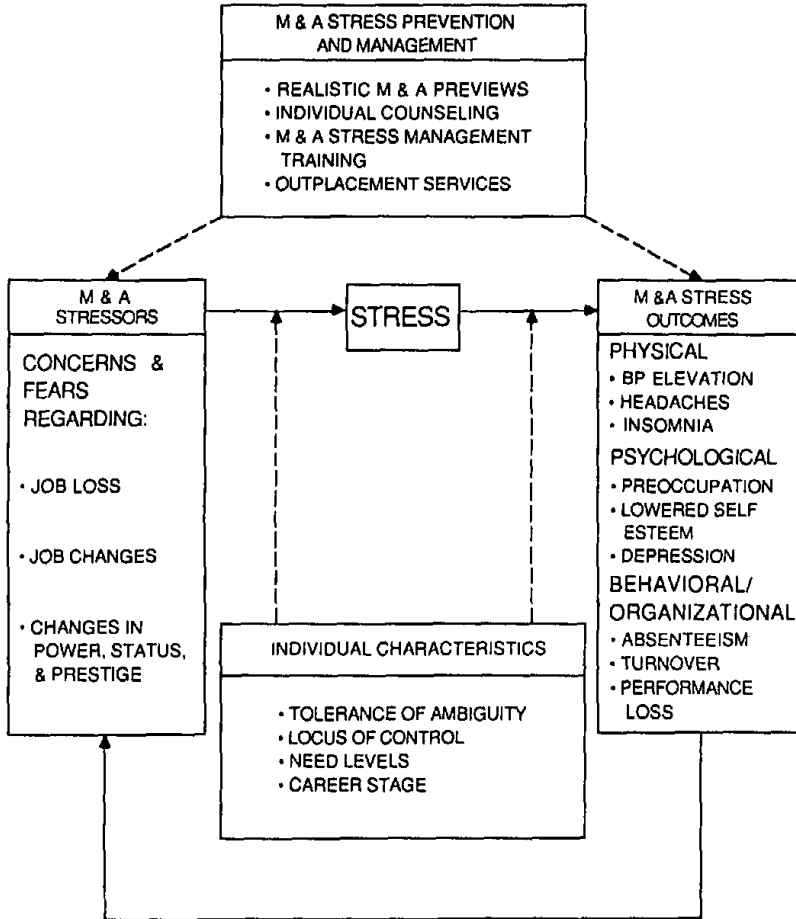 M & A STRESS PREVENTION
AND MANAGEMENT
• REALISTIC M & A PREVIEWS
• INDIVIDUAL COUNSELING
• M & A STRESS MANAGEMENT
TRAINING
• OUTPLACEMENT SERVICES
M & A
STRESSORS
CONCERNS &
FEARS
REGARDING:
• JOB LOSS
• JOB CHANGES
• CHANGES IN
POWER, STATUS,
& PRESTIGE
STRESS
M &A STRESS
OUTCOMES
PHYSICAL
• BP ELEVATION
• HEADACHES
• INSOMNIA
PSYCHOLOGICAL
• PREOCCUPATION
• LOWERED SELF
ESTEEM
• DEPRESSION
BEHAVIORAL/
ORGANIZATIONAL
• ABSENTEEISM
• TURNOVER
• PERFORMANCE
LOSS
INDIVIDUAL CHARACTERISTICS
• TOLERANCE OF AMBIGUITY
• LOCUS OF CONTROL
• NEED LEVELS
• CAREER STAGE